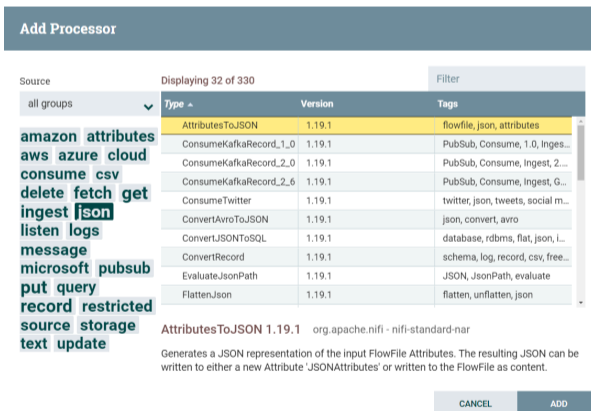 Add Processor
Source
Displaying 32 of 330
Filter
all groups
Type Version Tags
amazon attributes
aws azure cloud
consume csv
delete fetch get
ingest json
listen logs
message
microsoft pubsub
put query
record restricted
source storage
text update
AttributesToJSON 1.19.1 flowfile, json, attributes
ConsumeKafkaRecord_1_0 1.19.1 PubSub, Consume, 1.0, Inges...
ConsumeKafkaRecord_2_0 1.19.1 PubSub, Consume, Ingest, 2....
ConsumeKafkaRecord_2_6 1.19.1 PubSub, Consume, Ingest, G...
ConsumeTwitter 1.19.1 twitter, json, tweets, social m...
ConvertAvroToJSON 1.19.1 json, convert, avro
ConvertJSONToSQL 1.19.1 database, rdbms, flat, json, i...
ConvertRecord 1.19.1 schema, log, record, csv, free...
EvaluateJsonPath 1.19.1 JSON, JsonPath, evaluate
FlattenJson 1.19.1 flatten, unflatten, json
AttributesToJSON 1.19.1 org.apache.nifi - nifi-standard-nar
Generates a JSON representation of the input FlowFile Attributes. The resulting JSON can be
written to either a new Attribute 'JSONAttributes' or written to the FlowFile as content.
CANCEL ADD